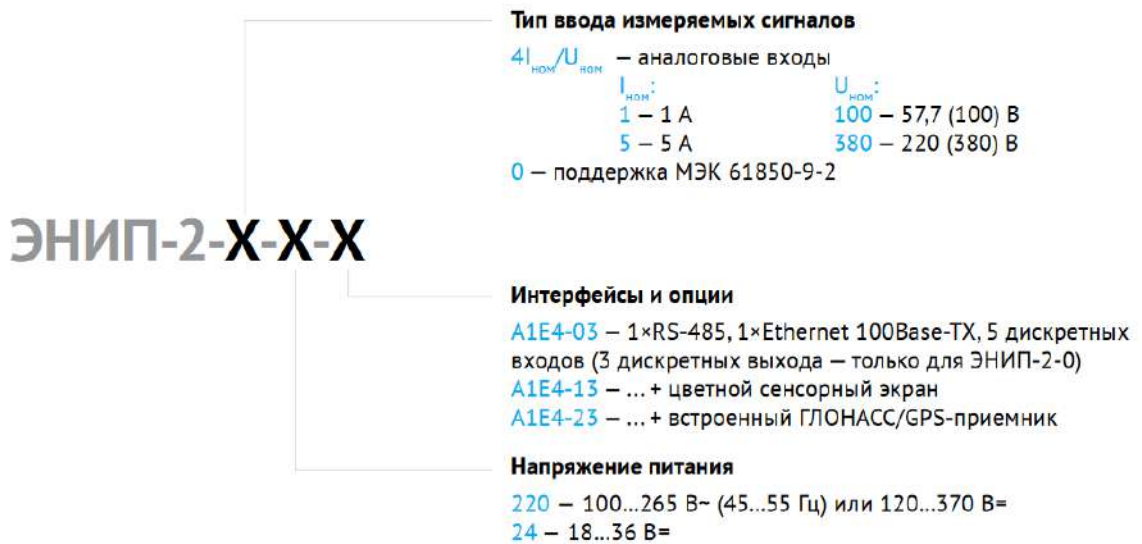 Тип ввода измеряемых сигналов
4Iном/Uном — аналоговые входы
Iном: Uном:
1 — 1 А 100 — 57,7 (100) В
5 — 5 А 380 — 220 (380) В
0 — поддержка МЭК 61850-9-2
ЭНИП-2-Х-Х-Х
Интерфейсы и опции
A1E4-03 — 1×RS-485, 1×Ethernet 100Base-TX, 5 дискретных
входов (3 дискретных выхода — только для ЭНИП-2-0)
A1E4-13 — ... + цветной сенсорный экран
A1E4-23 — ... + встроенный ГЛОНАСС/GPS-приемник
Напряжение питания
220 — 100...265 В~ (45...55 Гц) или 120...370 В=
24 — 18...36 В=